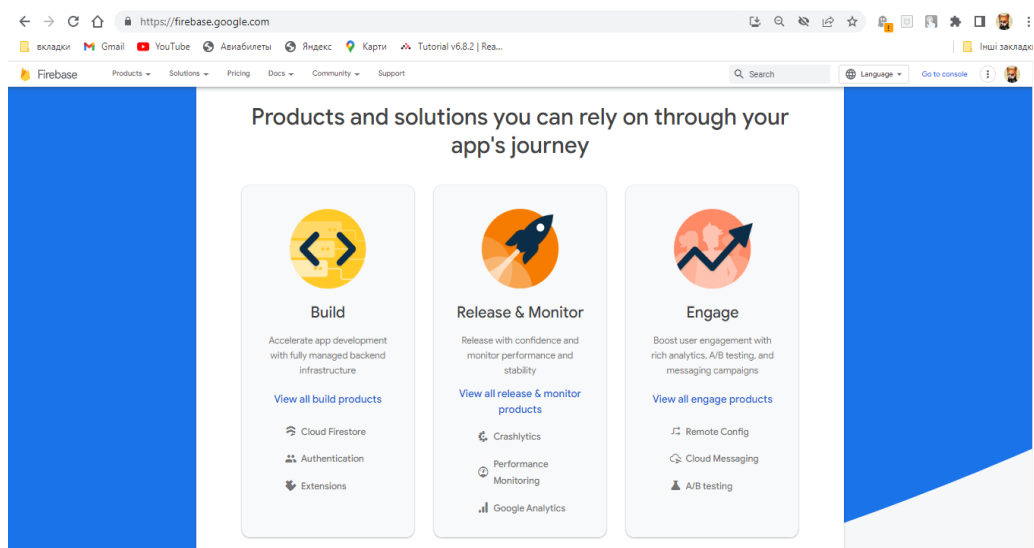 https://firebase.google.com
вкладки Gmail YouTube Авиабилеты Яндекс Карти Tutorial v6.8.2 | Rea... Інші закладки
Firebase Products Solutions Pricing Docs Community Support Search Language Go to console
Products and solutions you can rely on through your
app's journey
Build
Accelerate app development
with fully managed backend
infrastructure
View all build products
Cloud Firestore
Authentication
Extensions
Release & Monitor
Release with confidence and
monitor performance and
stability
View all release & monitor
products
Crashlytics
Performance
Monitoring
Google Analytics
Engage
Boost user engagement with
rich analytics, A/B testing, and
messaging campaigns
View all engage products
Remote Config
Cloud Messaging
A/B testing